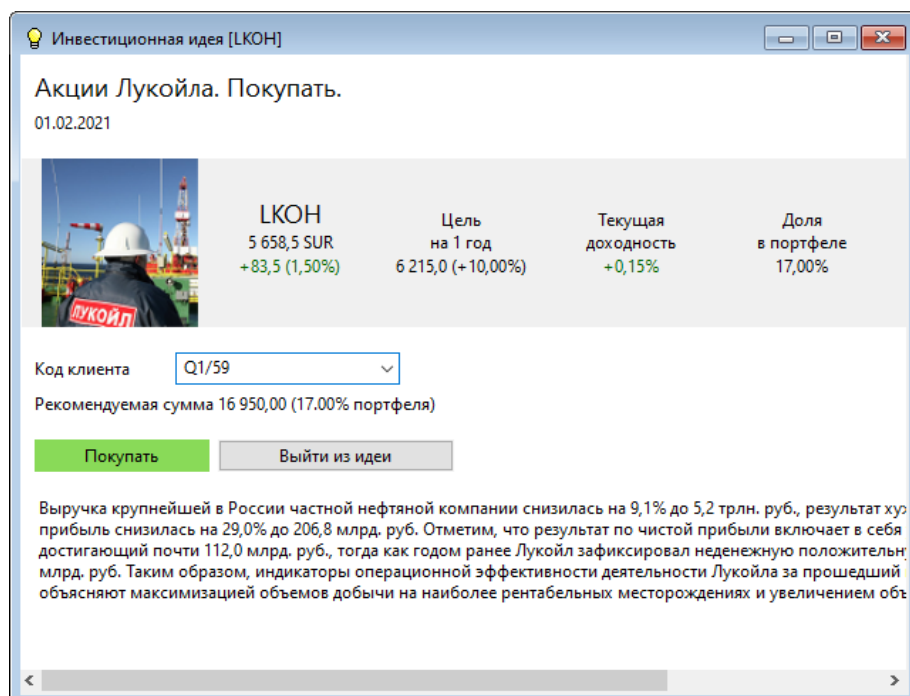 Инвестиционная идея [LKOH]
Акции Лукойла. Покупать.
01.02.2021
ЛУКОЙЛ
LKOH
5 658,5 SUR
+83,5 (1,50%)
Цель
на 1 год
6 215,0 (+10,00%)
Текущая
доходность
+0,15%
Доля
в портфеле
17,00%
Код клиента
Q1/59
Рекомендуемая сумма 16 950,00 (17.00% портфеля)
Покупать
Выйти из идеи
Выручка крупнейшей в России частной нефтяной компании снизилась на 9,1% до 5,2 трлн. руб., результат
прибыль снизилась на 29,0% до 206,8 млрд. руб. Отметим, что результат по чистой прибыли включает в себя
достигающий почти 112,0 млрд. руб., тогда как годом ранее Лукойл зафиксировал неденежную
млрд. руб. Таким образом, индикаторы операционной эффективности деятельности Лукойла за прошедший
объясняют максимизацией объемов добычи на наиболее рентабельных месторождениях и увеличением